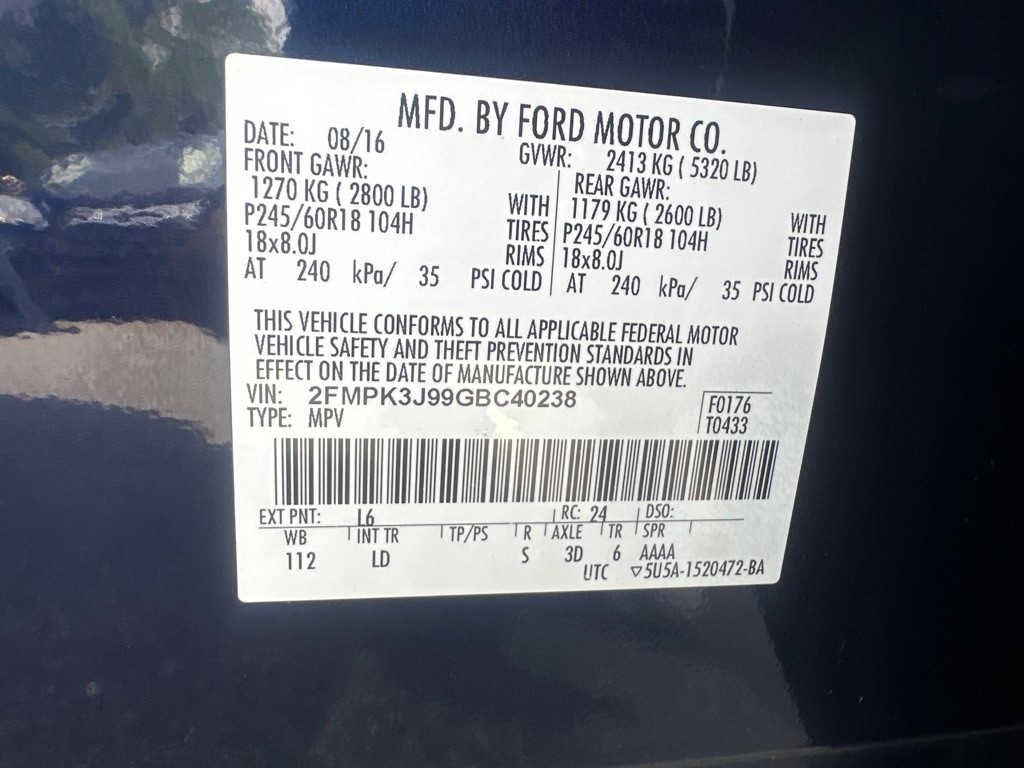 MFD. BY FORD MOTOR CO.
DATE: 08/16 GVWR: 2413 KG ( 5320 LB)
FRONT GAWR: REAR GAWR:
1270 KG ( 2800 LB) WITH 1179 KG ( 2600 LB) WITH
P245/60R18 104H TIRES P245/60R18 104H TIRES
18x8.0J RIMS 18x8.0J RIMS
AT 240 kPa/ 35 PSI COLD AT 240 kPa/ 35 PSI COLD
THIS VEHICLE CONFORMS TO ALL APPLICABLE FEDERAL MOTOR
VEHICLE SAFETY AND THEFT PREVENTION STANDARDS IN
EFFECT ON THE DATE OF MANUFACTURE SHOWN ABOVE.
VIN: 2FMPK3J99GBC40238 F0176
TYPE: MPV T0433
EXT PNT: L6 RC: 24 DSO:
WB INT TR TP/PS R AXLE TR SPR
112 LD S 3D 6 AAAA
UTC ▽5U5A-1520472-BA